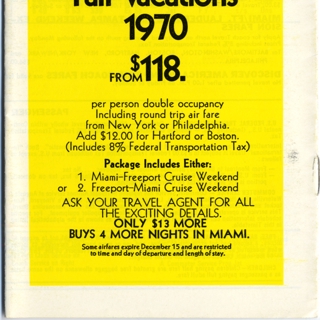 Fall Vacations
1970
FROM $118.
per person double occupancy
Including round trip air fare
from New York or Philadelphia.
Add $12.00 for Hartford or Boston.
(Includes 8% Federal Transportation Tax)
Package Includes Either:
1. Miami-Freeport Cruise Weekend
or 2. Freeport-Miami Cruise Weekend
ASK YOUR TRAVEL AGENT FOR ALL
THE EXCITING DETAILS.
ONLY $13 MORE
BUYS 4 MORE NIGHTS IN MIAMI.
Some airfares expire December 15 and are restricted
to time and day of departure and length of stay.